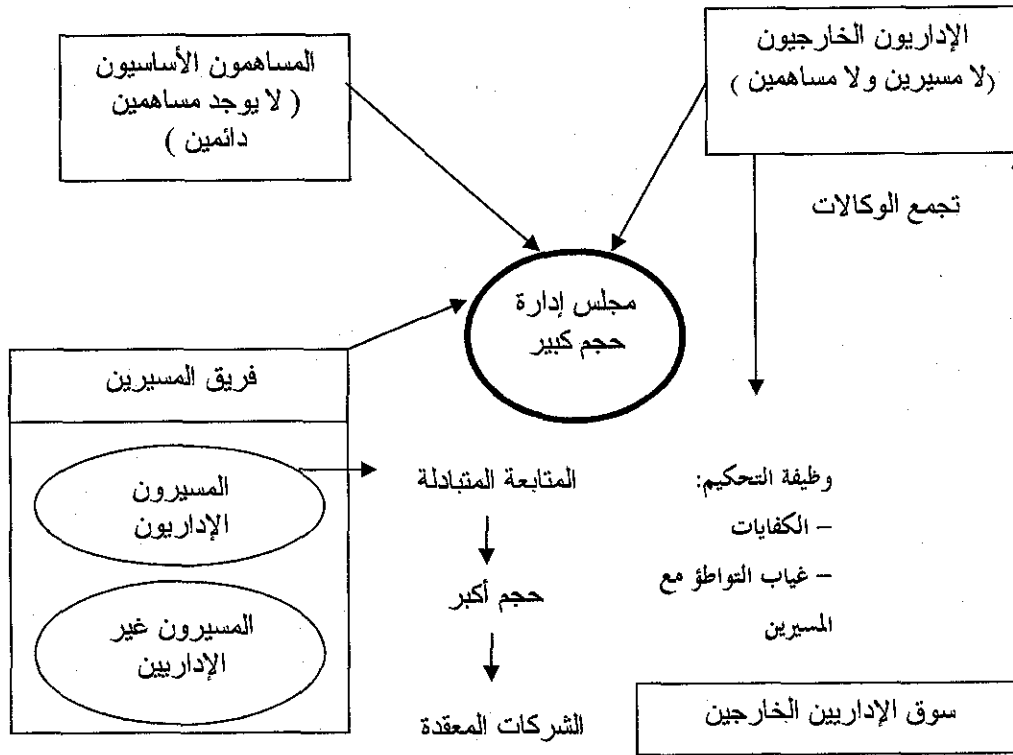 الإداريون الخارجيون
(لا مسيرين ولا مساهمين )
المساهمون الأساسيون
( لا يوجد مساهمين
دائمين )
تجمع الوكالات
مجلس إدارة
حجم كبير
فريق المسيرين
المسيرون
الإداريون
المسيرون غير
الإداريين
المتابعة المتبادلة
حجم أكبر
الشركات المعقدة
وظيفة التحكيم:
– الكفايات
– غياب التواطؤ مع
المسيرين
سوق الإداريين الخارجين